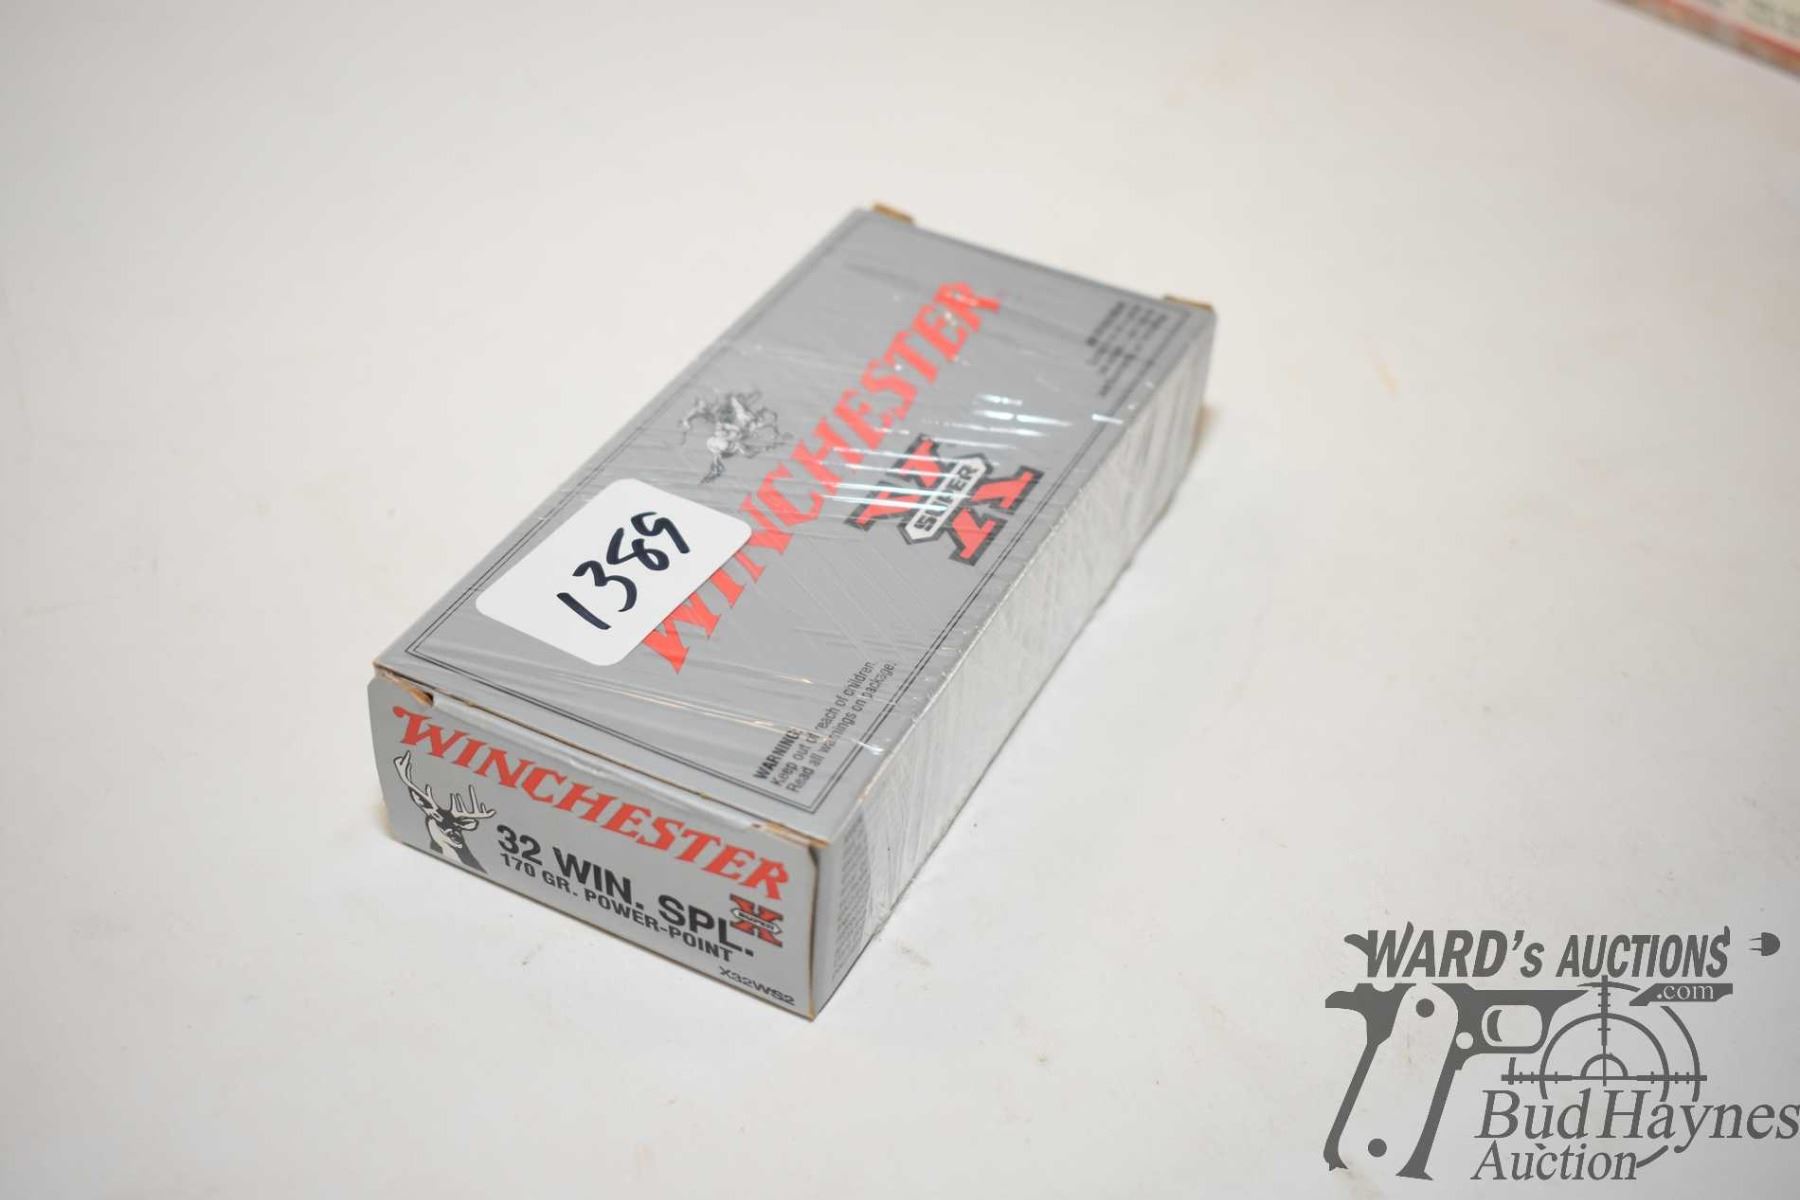 WINCHESTER
SUPER
X
1389
WARNING:
Keep out of reach of children.
Read all warnings on package.
WINCHESTER
32 WIN. SPL.
170 GR. POWER-POINT
SUPER
X
X32WS2
WARD's AUCTIONS
.com
Bud Haynes
Auction